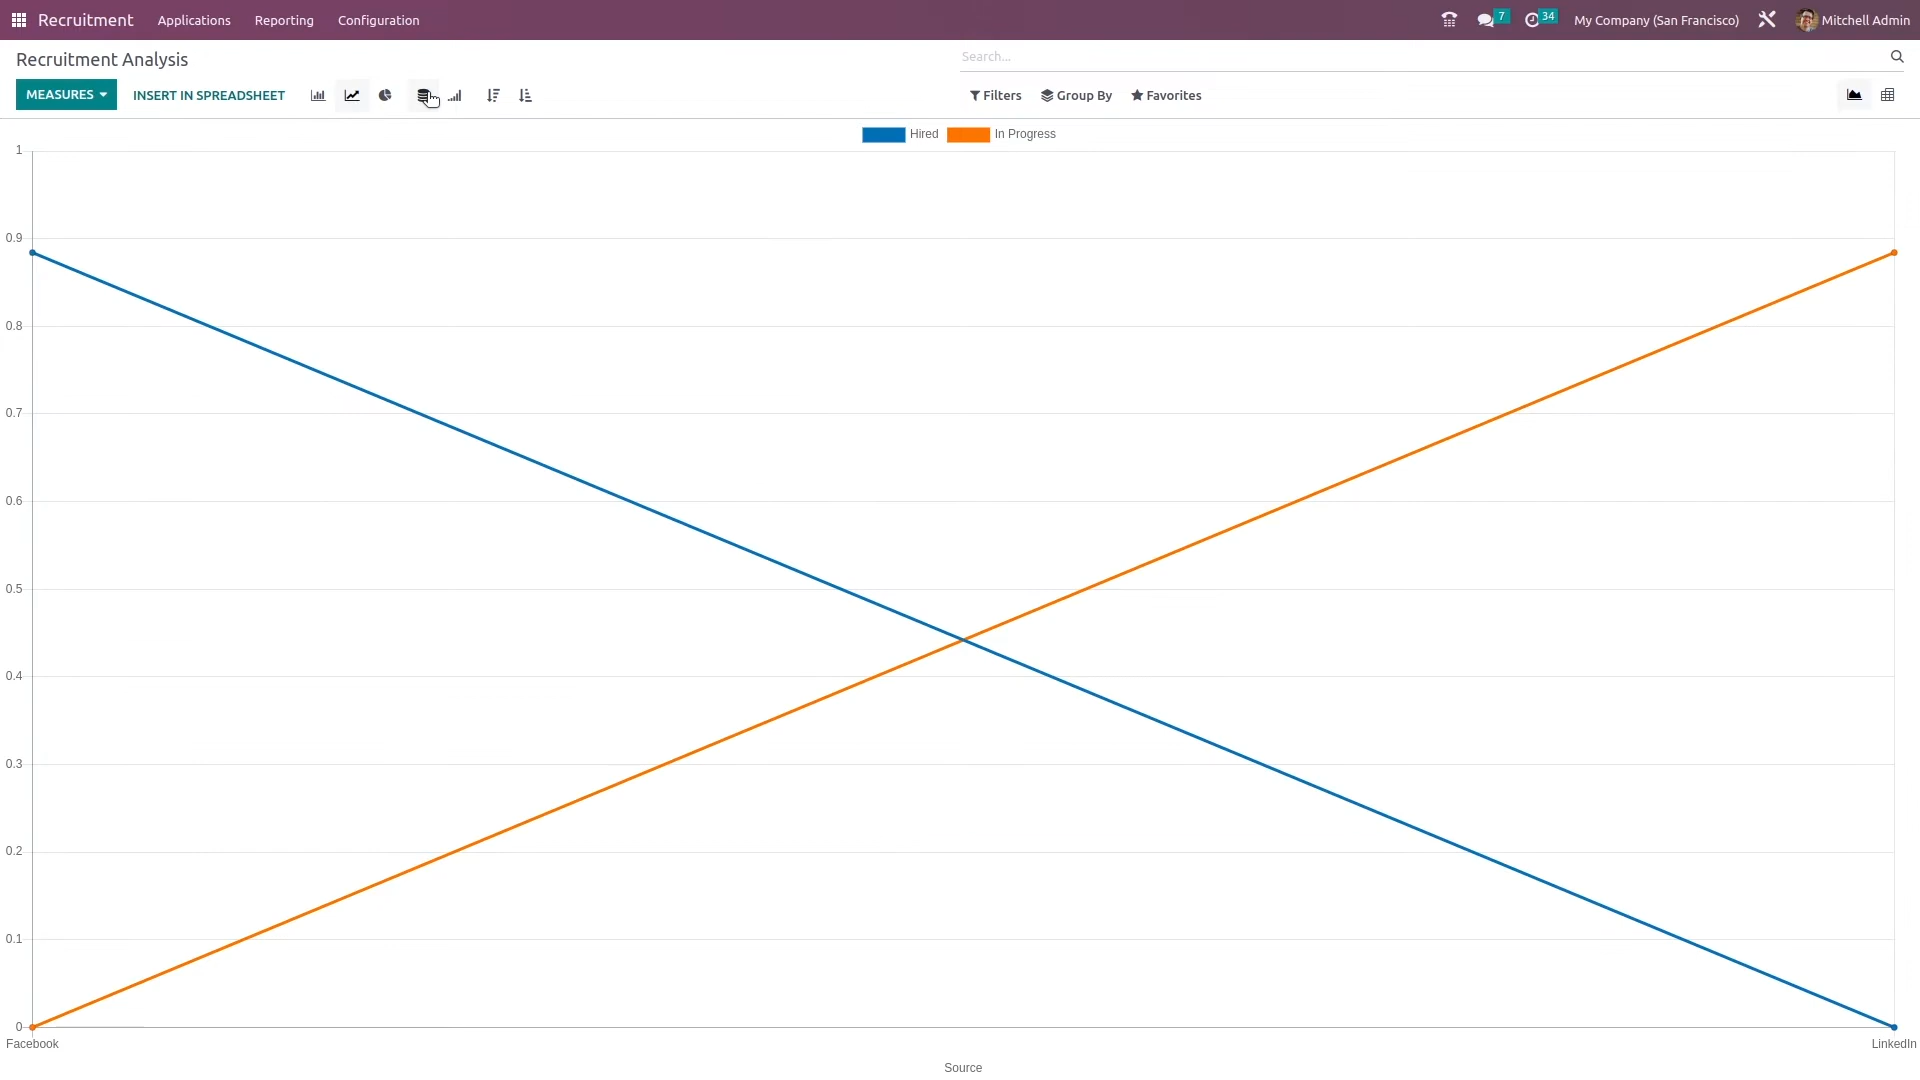 Recruitment Applications Reporting Configuration 7 34 My Company (San Francisco) Mitchell Admin
Recruitment Analysis Search...
MEASURES INSERT IN SPREADSHEET Filters Group By Favorites
Hired In Progress
1
0.9
0.8
0.7
0.6
0.5
0.4
0.3
0.2
0.1
0
Facebook LinkedIn
Source